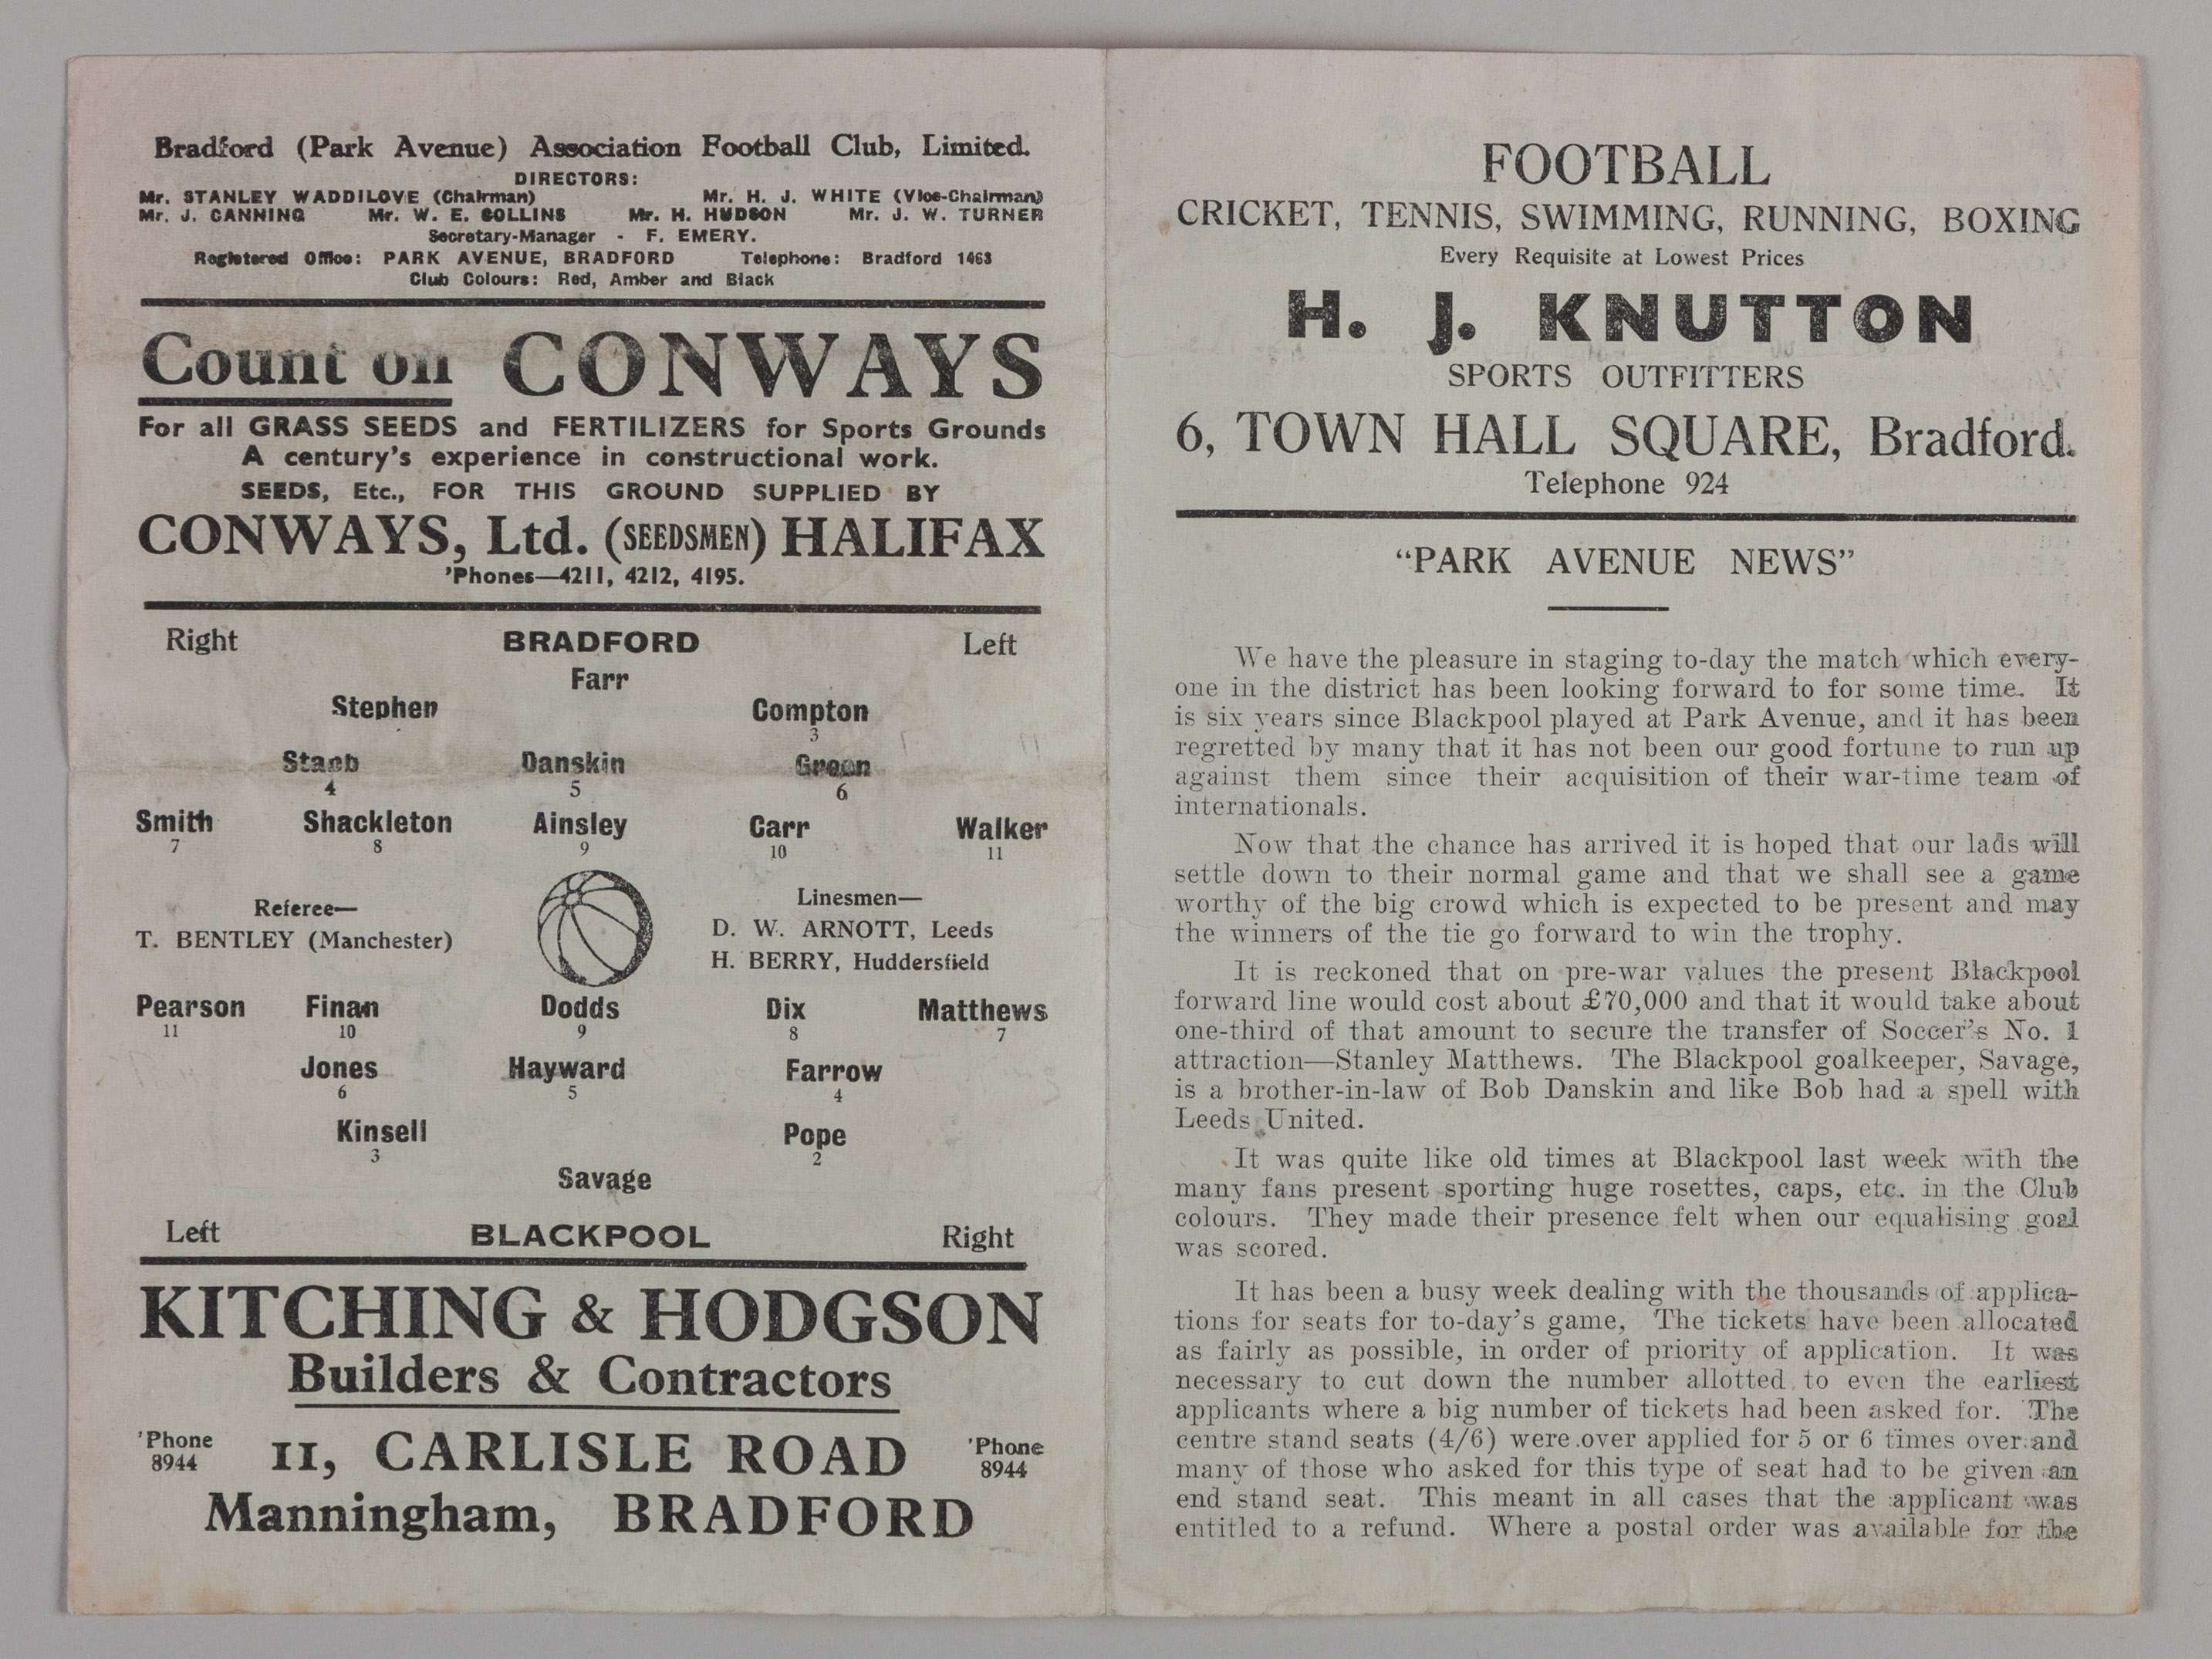 Bradford (Park Avenue) Association Football Club, Limited.
DIRECTORS:
Mr. STANLEY WADDILOVE (Chairman) Mr. H. J. WHITE (Vice-Chairman)
Mr. J. CANNING Mr. W. E. COLLINS Mr. H. HUDSON Mr. J. W. TURNER
Secretary-Manager - F. EMERY.
Registered Office: PARK AVENUE, BRADFORD Telephone: Bradford 1463
Club Colours: Red, Amber and Black
Count on CONWAYS
For all GRASS SEEDS and FERTILIZERS for Sports Grounds
A century's experience in constructional work.
SEEDS, Etc., FOR THIS GROUND SUPPLIED BY
CONWAYS, Ltd. (SEEDSMEN) HALIFAX
'Phones—4211, 4212, 4195.
Right BRADFORD Left
Farr
Stephen Compton
3
Staab Danskin Green
4 5 6
Smith Shackleton Ainsley Carr Walker
7 8 9 10 11
Referee—
T. BENTLEY (Manchester)
Linesmen—
D. W. ARNOTT, Leeds
H. BERRY, Huddersfield
Pearson Finan Dodds Dix Matthews
11 10 9 8 7
Jones Hayward Farrow
6 5 4
Kinsell Pope
3 2
Savage
Left BLACKPOOL Right
KITCHING & HODGSON
Builders & Contractors
'Phone 8944 11, CARLISLE ROAD 'Phone 8944
Manningham, BRADFORD
FOOTBALL
CRICKET, TENNIS, SWIMMING, RUNNING, BOXING
Every Requisite at Lowest Prices
H. J. KNUTTON
SPORTS OUTFITTERS
6, TOWN HALL SQUARE, Bradford.
Telephone 924
"PARK AVENUE NEWS"
We have the pleasure in staging to-day the match which every-
one in the district has been looking forward to for some time. It
is six years since Blackpool played at Park Avenue, and it has been
regretted by many that it has not been our good fortune to run up
against them since their acquisition of their war-time team of
internationals.
Now that the chance has arrived it is hoped that our lads will
settle down to their normal game and that we shall see a game
worthy of the big crowd which is expected to be present and may
the winners of the tie go forward to win the trophy.
It is reckoned that on pre-war values the present Blackpool
forward line would cost about £70,000 and that it would take about
one-third of that amount to secure the transfer of Soccer's No. 1
attraction—Stanley Matthews. The Blackpool goalkeeper, Savage,
is a brother-in-law of Bob Danskin and like Bob had a spell with
Leeds United.
It was quite like old times at Blackpool last week with the
many fans present sporting huge rosettes, caps, etc. in the Club
colours. They made their presence felt when our equalising goal
was scored.
It has been a busy week dealing with the thousands of applica-
tions for seats for to-day's game, The tickets have been allocated
as fairly as possible, in order of priority of application. It was
necessary to cut down the number allotted to even the earliest
applicants where a big number of tickets had been asked for. The
centre stand seats (4/6) were over applied for 5 or 6 times over and
many of those who asked for this type of seat had to be given an
end stand seat. This meant in all cases that the applicant was
entitled to a refund. Where a postal order was available for the